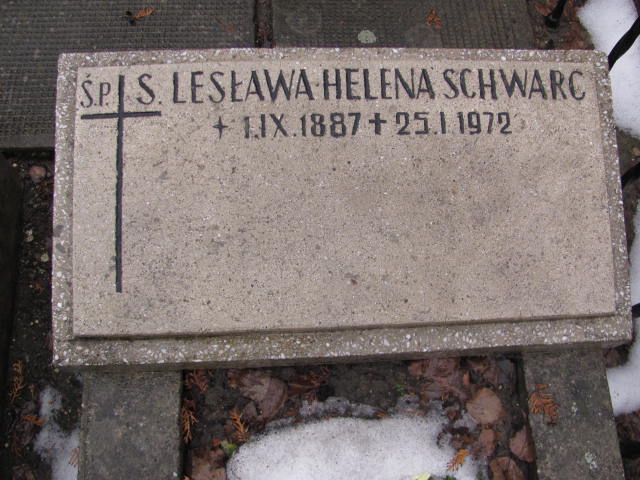 Ś.P. S. LESŁAWA·HELENA SCHWARC
+ 1.IX.1887 + 25.I.1972